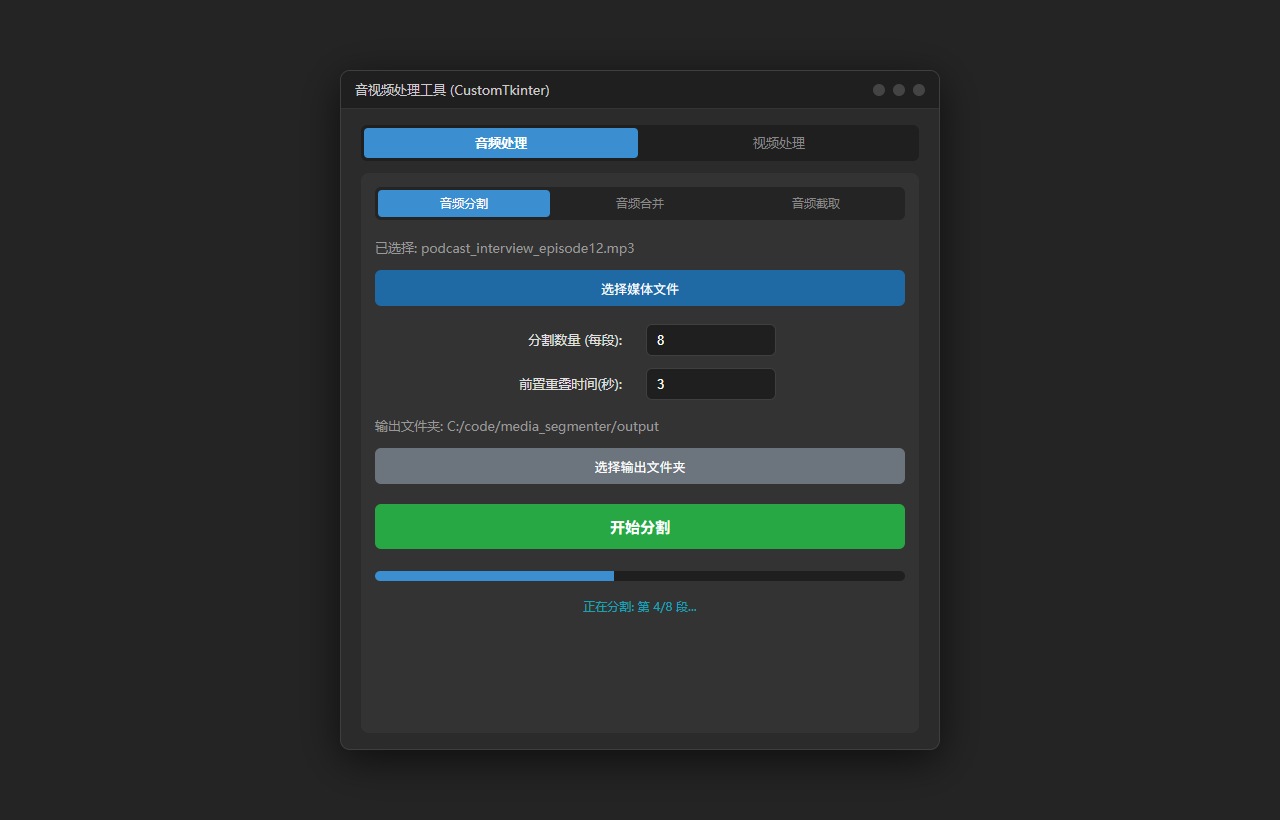 音视频处理工具 (CustomTkinter)
音频处理 视频处理
音频分割 音频合并 音频截取
已选择: podcast_interview_episode12.mp3
选择媒体文件
分割数量 (每段): 8
前置重叠时间(秒): 3
输出文件夹: C:/code/media_segmenter/output
选择输出文件夹
开始分割
正在分割: 第 4/8 段...